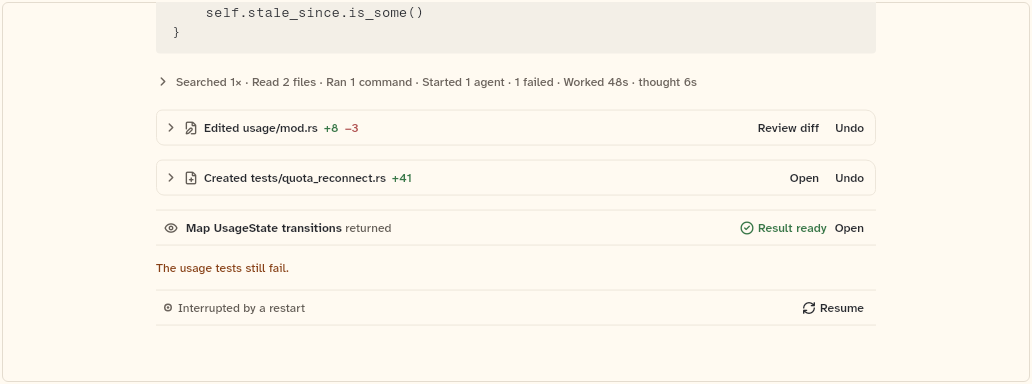 self.stale_since.is_some()
}
Searched 1× · Read 2 files · Ran 1 command · Started 1 agent · 1 failed · Worked 48s · thought 6s
Edited usage/mod.rs +8 −3 Review diff Undo
Created tests/quota_reconnect.rs +41 Open Undo
Map UsageState transitions returned Result ready Open
The usage tests still fail.
Interrupted by a restart Resume